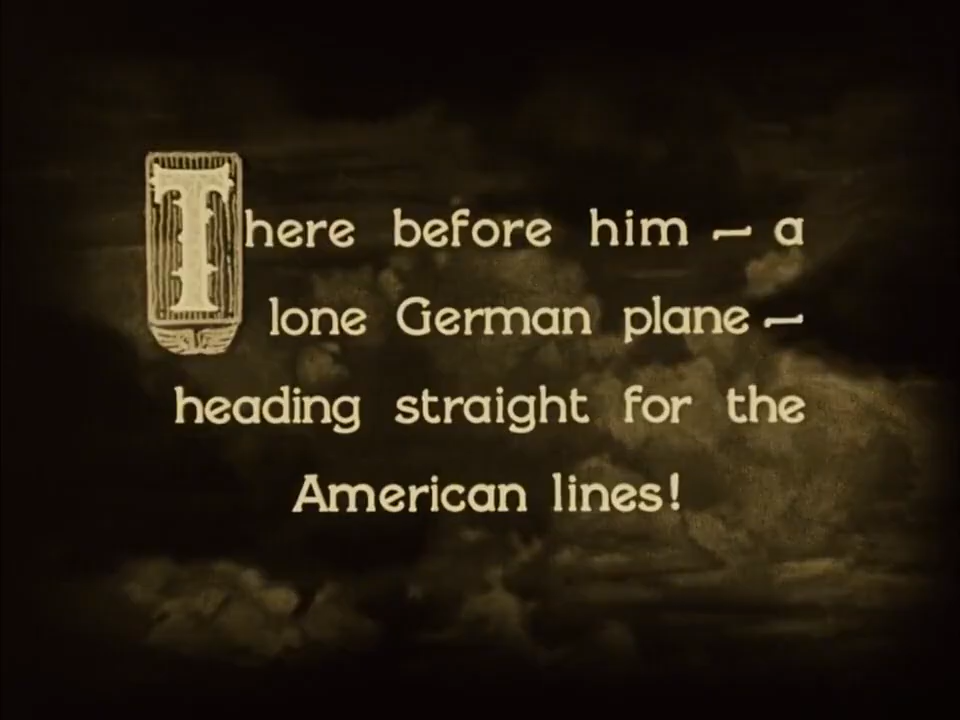 There before him — a
lone German plane —
heading straight for the
American lines!